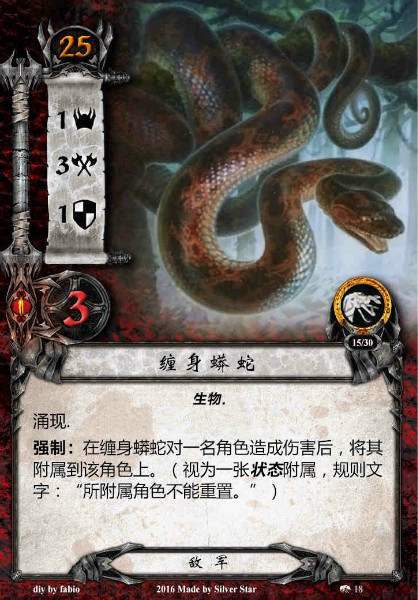 25
1
3
1
3
15/30
缠身蟒蛇
生物.
涌现.
强制：在缠身蟒蛇对一名角色造成伤害后，将其
附属到该角色上。（视为一张状态附属，规则文
字：“所附属角色不能重置。”）
敌军
diy by fabio
2016 Made by Silver Star
18